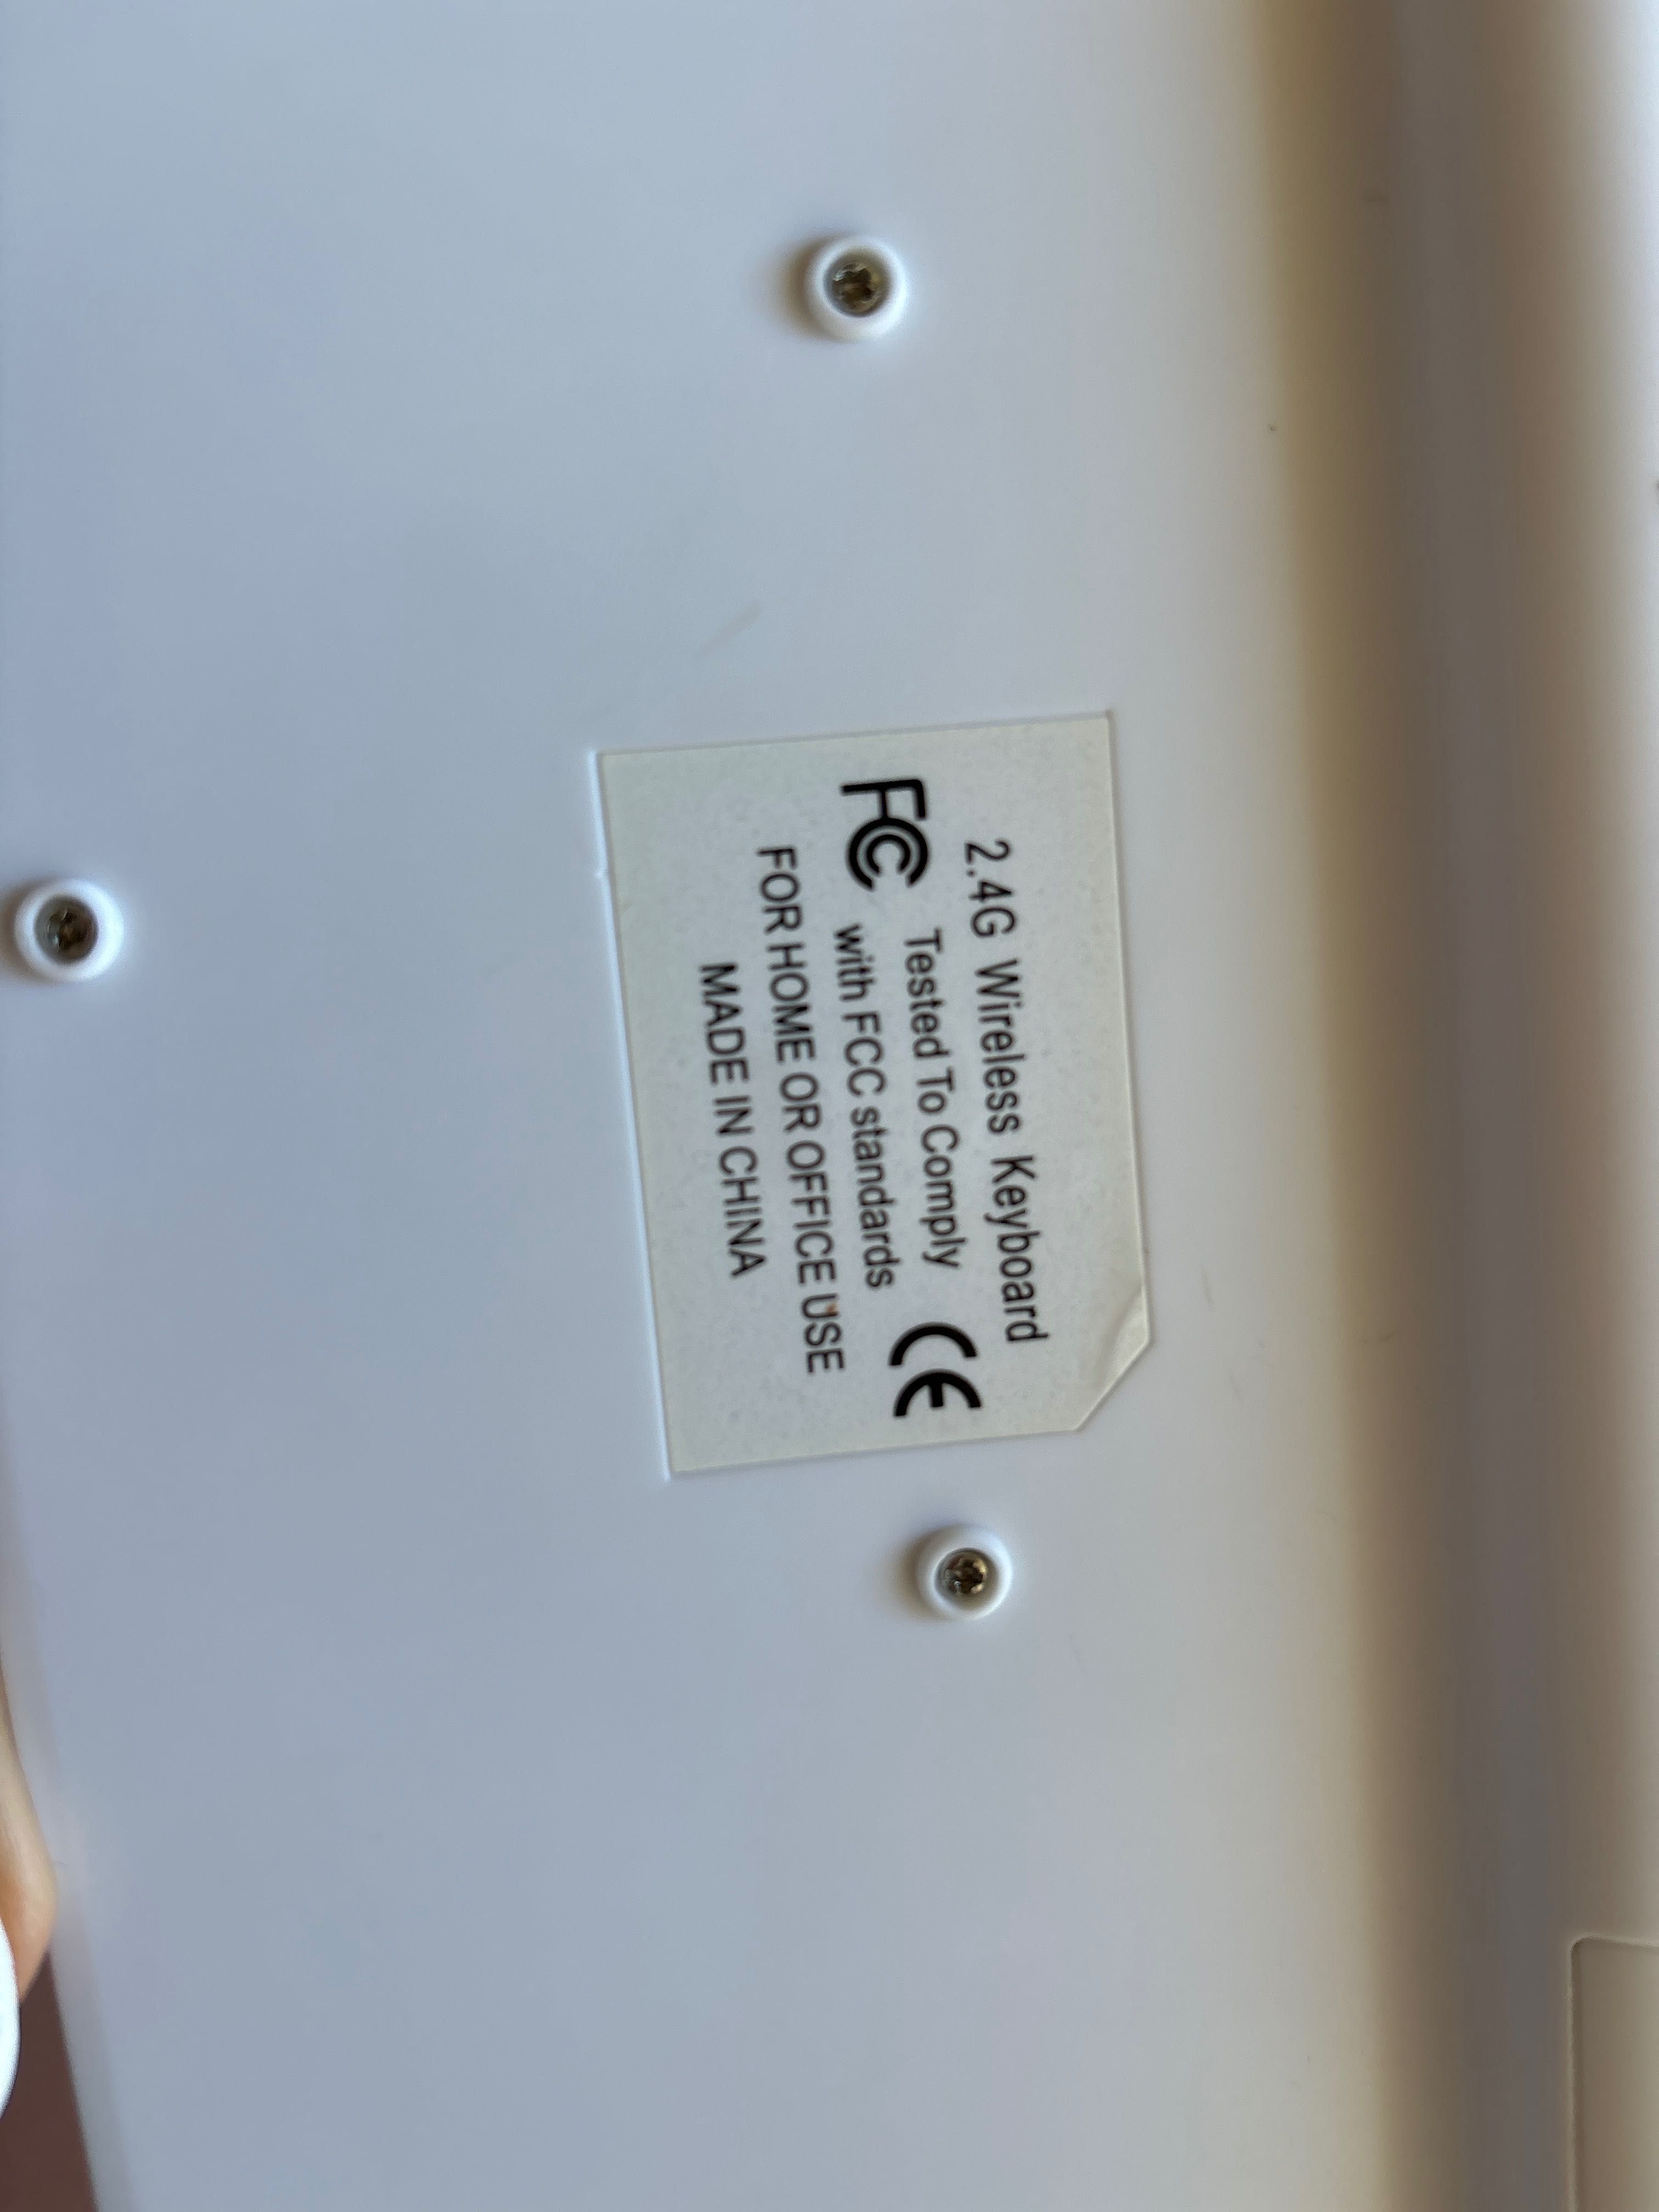 2.4G Wireless Keyboard
FC Tested To Comply
with FCC standards CE
FOR HOME OR OFFICE USE
MADE IN CHINA